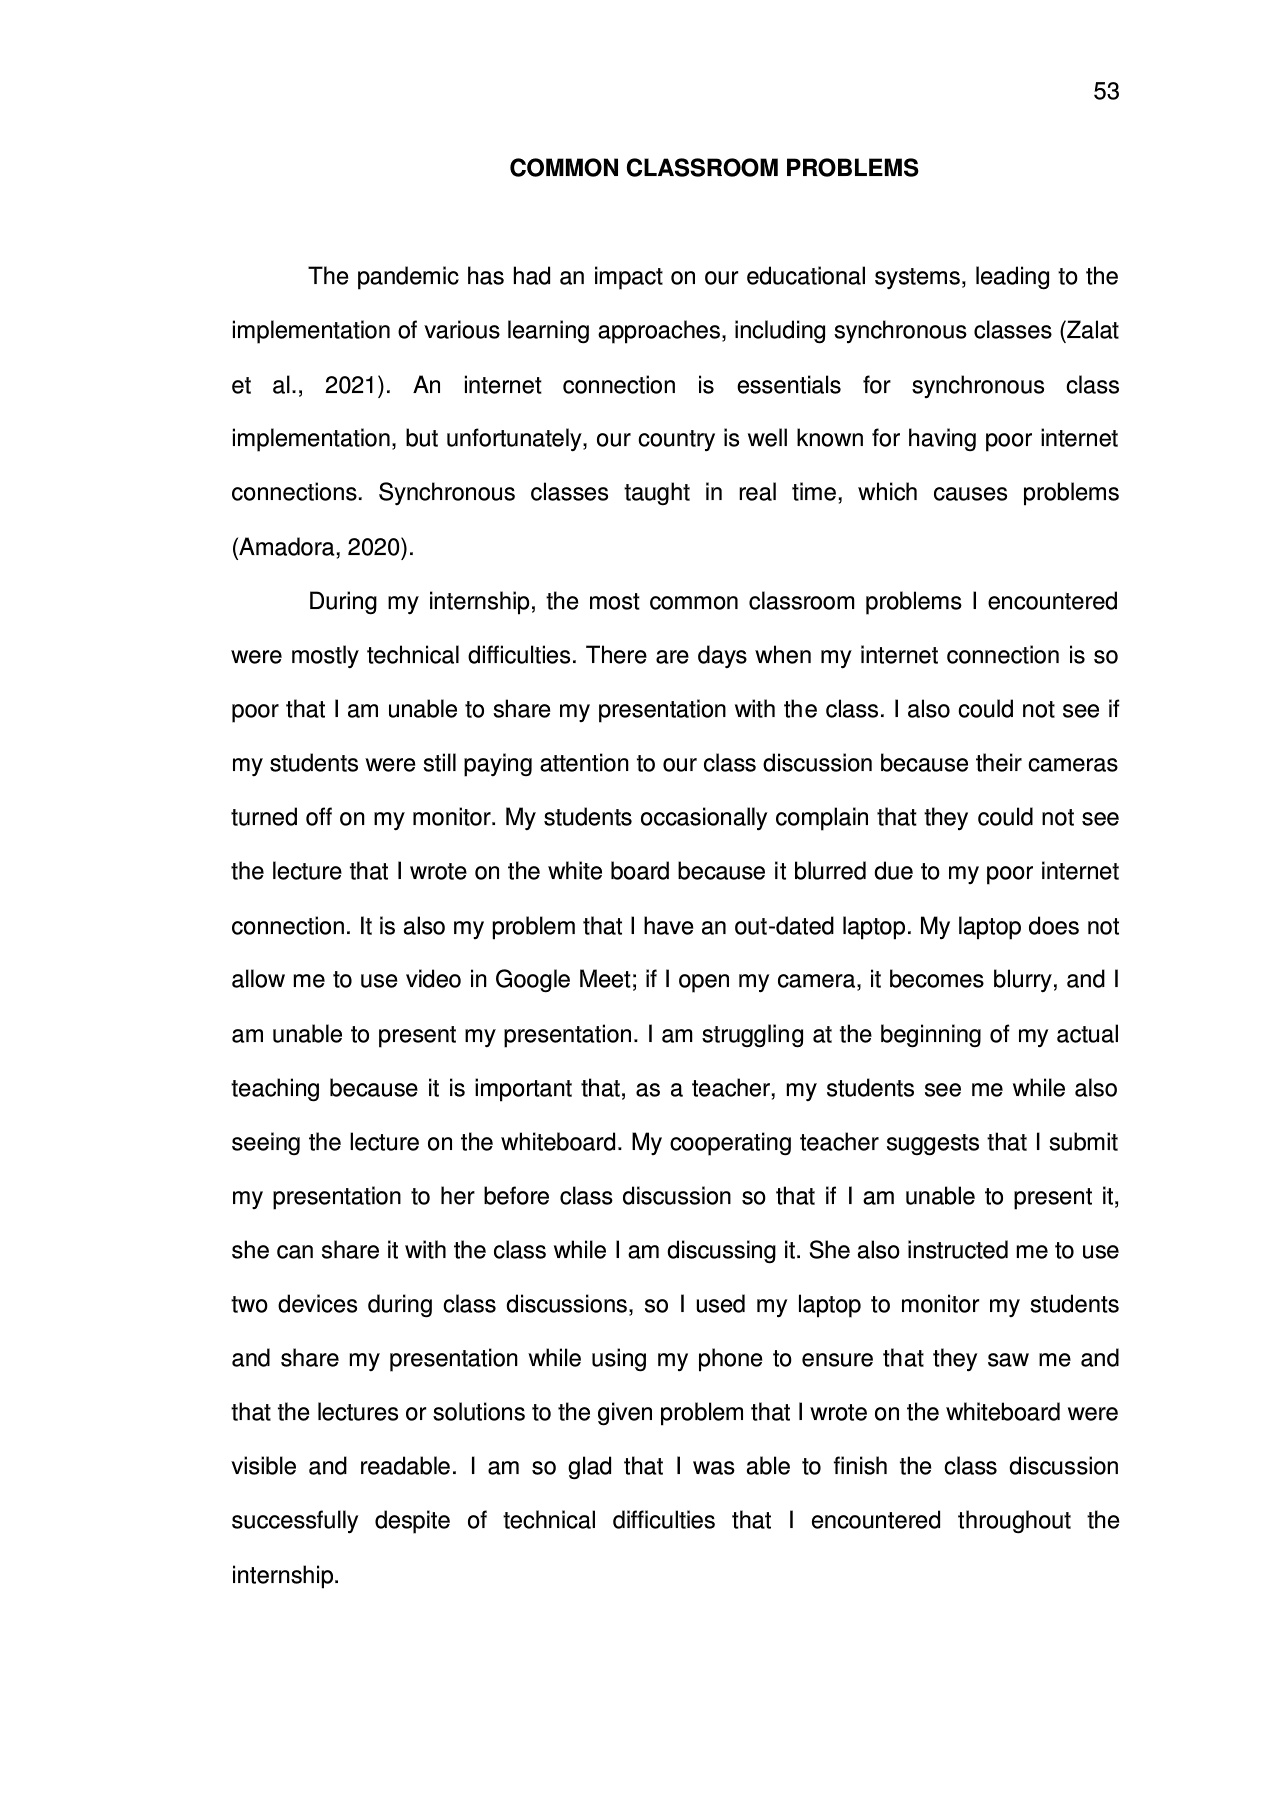 53
COMMON CLASSROOM PROBLEMS
The pandemic has had an impact on our educational systems, leading to the
implementation of various learning approaches, including synchronous classes (Zalat
et al., 2021). An internet connection is essentials for synchronous class
implementation, but unfortunately, our country is well known for having poor internet
connections. Synchronous classes taught in real time, which causes problems
(Amadora, 2020).
During my internship, the most common classroom problems I encountered
were mostly technical difficulties. There are days when my internet connection is so
poor that I am unable to share my presentation with the class. I also could not see if
my students were still paying attention to our class discussion because their cameras
turned off on my monitor. My students occasionally complain that they could not see
the lecture that I wrote on the white board because it blurred due to my poor internet
connection. It is also my problem that I have an out-dated laptop. My laptop does not
allow me to use video in Google Meet; if I open my camera, it becomes blurry, and I
am unable to present my presentation. I am struggling at the beginning of my actual
teaching because it is important that, as a teacher, my students see me while also
seeing the lecture on the whiteboard. My cooperating teacher suggests that I submit
my presentation to her before class discussion so that if I am unable to present it,
she can share it with the class while I am discussing it. She also instructed me to use
two devices during class discussions, so I used my laptop to monitor my students
and share my presentation while using my phone to ensure that they saw me and
that the lectures or solutions to the given problem that I wrote on the whiteboard were
visible and readable. I am so glad that I was able to finish the class discussion
successfully despite of technical difficulties that I encountered throughout the
internship.